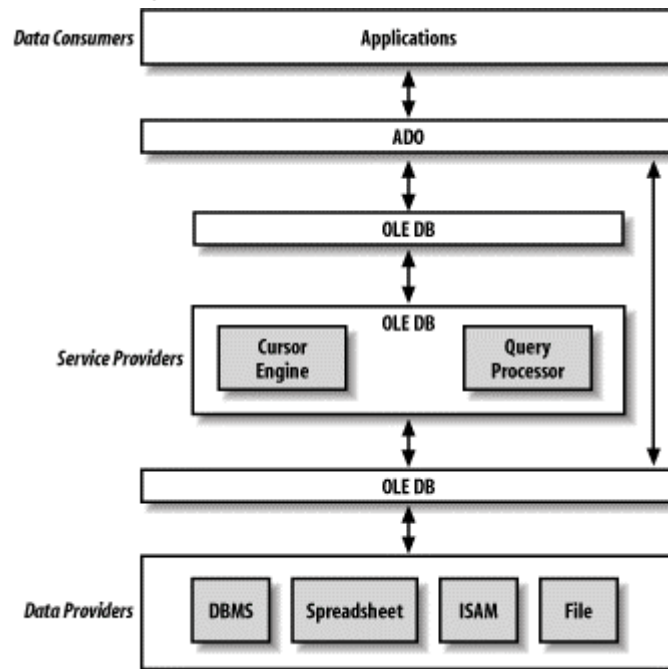 Data Consumers
Applications
ADO
OLE DB
OLE DB
Service Providers
Cursor
Engine
Query
Processor
OLE DB
Data Providers
DBMS
Spreadsheet
ISAM
File